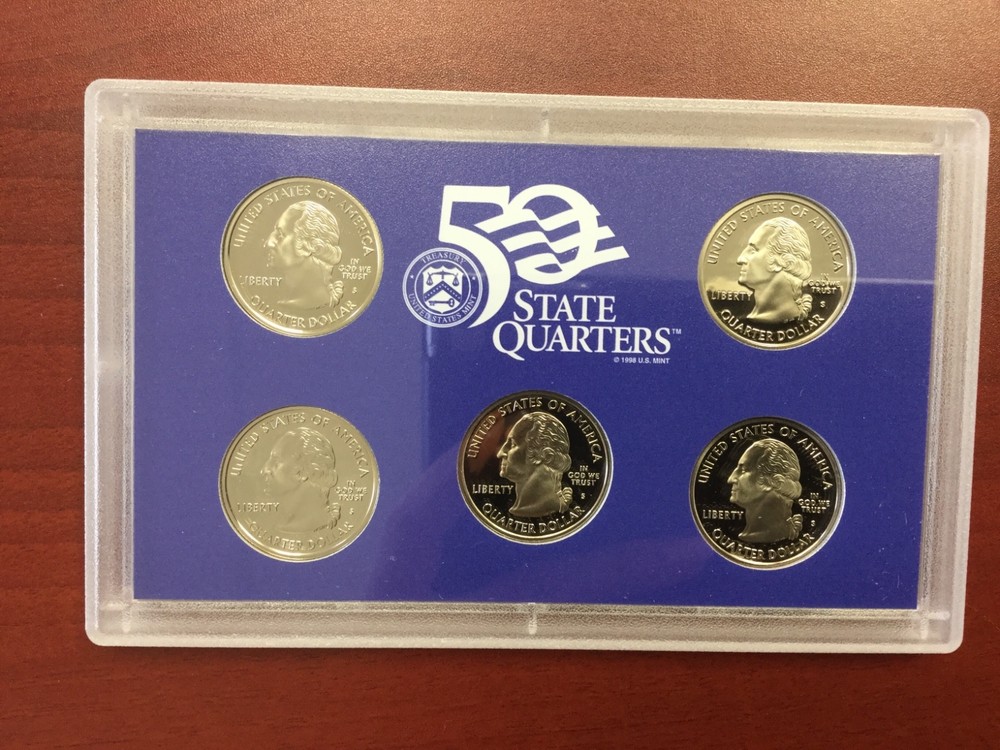 UNITED STATES OF AMERICA
LIBERTY
IN
GOD WE
TRUST
S
QUARTER DOLLAR
50
TREASURY
UNITED STATES MINT
STATE
QUARTERS™
© 1998 U.S. MINT
UNITED STATES OF AMERICA
LIBERTY
IN
GOD WE
TRUST
S
QUARTER DOLLAR
UNITED STATES OF AMERICA
LIBERTY
IN
GOD WE
TRUST
S
QUARTER DOLLAR
UNITED STATES OF AMERICA
LIBERTY
IN
GOD WE
TRUST
S
QUARTER DOLLAR
UNITED STATES OF AMERICA
LIBERTY
IN
GOD WE
TRUST
S
QUARTER DOLLAR